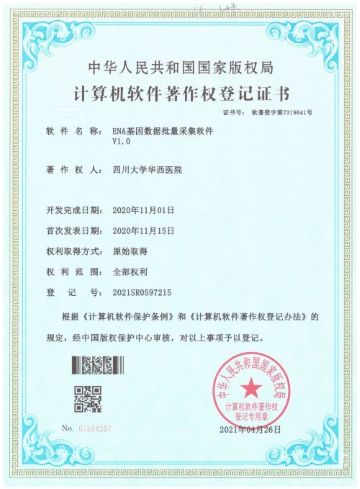 中华人民共和国国家版权局
计算机软件著作权登记证书
证书号： 软著登字第7319841号
软件名称： ENA基因数据批量采集软件
V1.0
著作权人： 四川大学华西医院
开发完成日期： 2020年11月01日
首次发表日期： 2020年11月15日
权利取得方式： 原始取得
权利范围： 全部权利
登记号： 2021SR0597215
根据《计算机软件保护条例》和《计算机软件著作权登记办法》的
规定，经中国版权保护中心审核，对以上事项予以登记。
中华人民共和国国家版权局
计算机软件著作权
登记专用章
No. 07844337
2021年04月26日